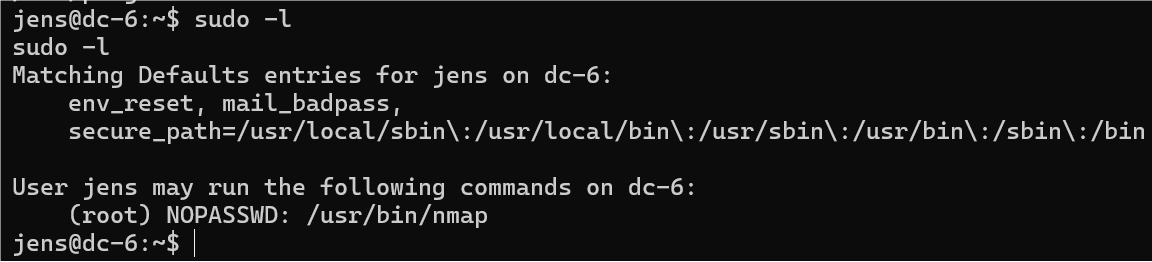 jens@dc-6:~$ sudo -l
sudo -l
Matching Defaults entries for jens on dc-6:
    env_reset, mail_badpass,
    secure_path=/usr/local/sbin\:/usr/local/bin\:/usr/sbin\:/usr/bin\:/sbin\:/bin

User jens may run the following commands on dc-6:
    (root) NOPASSWD: /usr/bin/nmap
jens@dc-6:~$